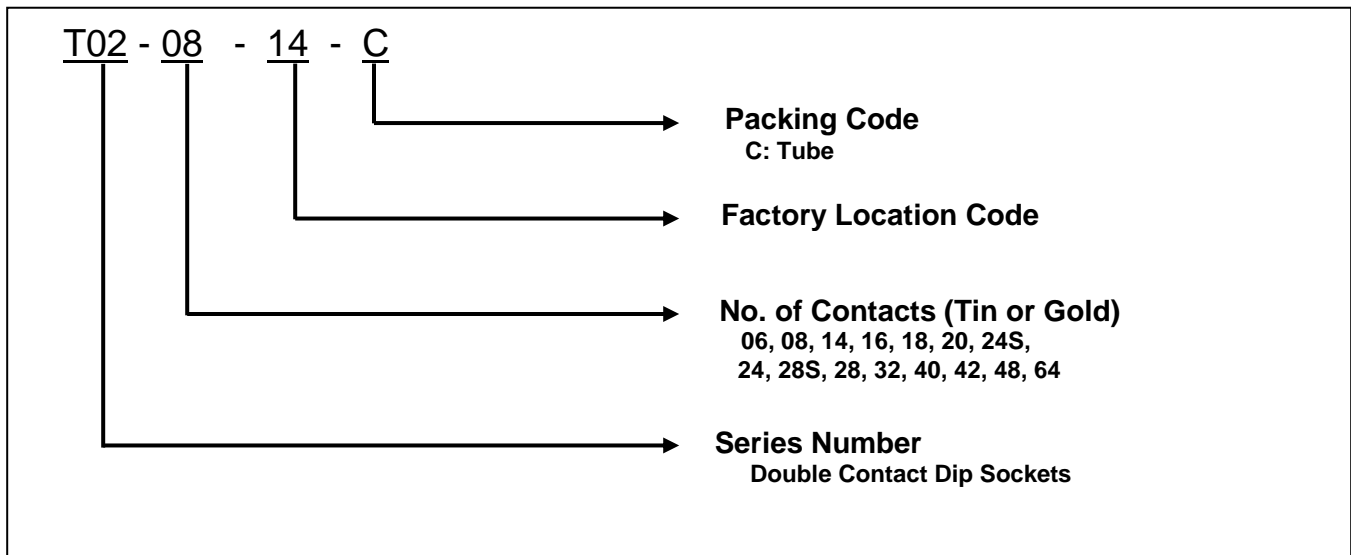 T02 - 08 - 14 - C
Packing Code
C: Tube
Factory Location Code
No. of Contacts (Tin or Gold)
06, 08, 14, 16, 18, 20, 24S,
24, 28S, 28, 32, 40, 42, 48, 64
Series Number
Double Contact Dip Sockets